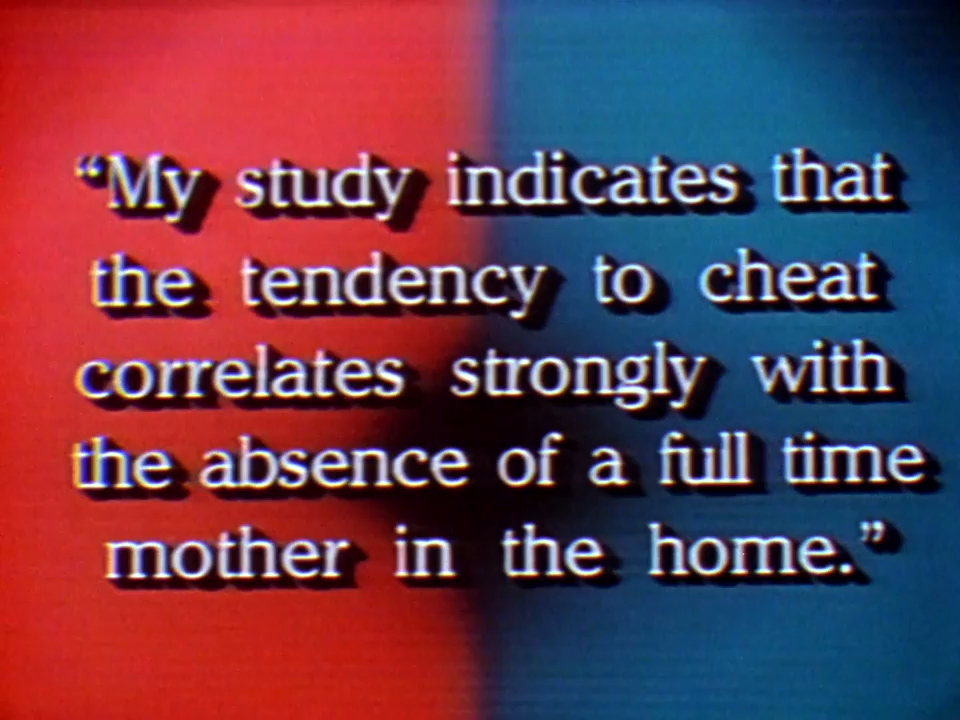 “My study indicates that
the tendency to cheat
correlates strongly with
the absence of a full time
mother in the home.”